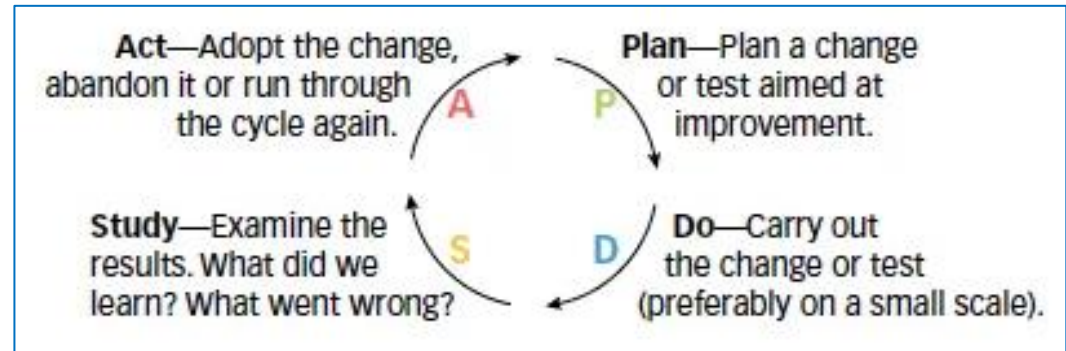 Act—Adopt the change,
abandon it or run through
the cycle again.
A
Plan—Plan a change
or test aimed at
improvement.
P
Study—Examine the
results. What did we
learn? What went wrong?
S
Do—Carry out
the change or test
(preferably on a small scale).
D